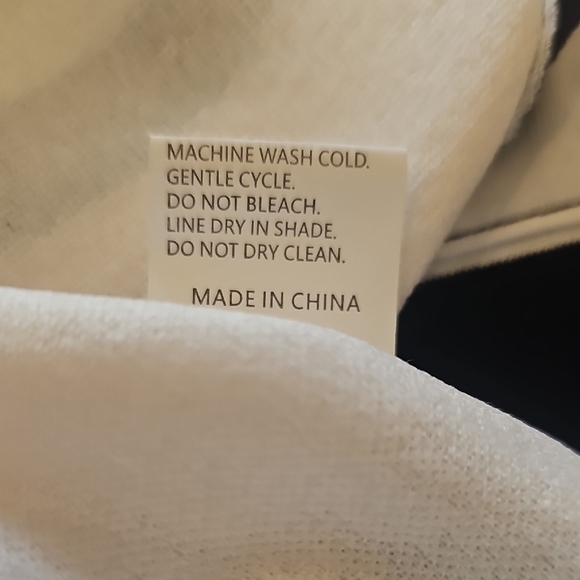 MACHINE WASH COLD.
GENTLE CYCLE.
DO NOT BLEACH.
LINE DRY IN SHADE.
DO NOT DRY CLEAN.
MADE IN CHINA